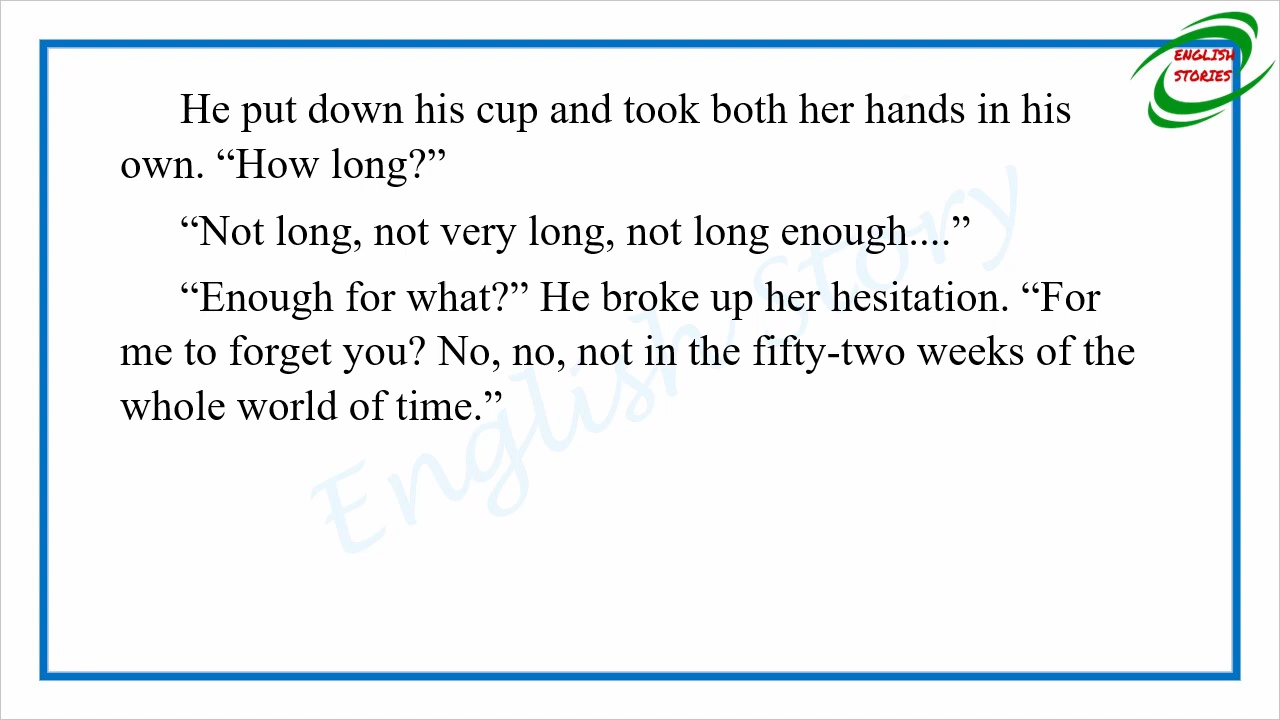 ENGLISH
STORIES
He put down his cup and took both her hands in his
own. “How long?”
“Not long, not very long, not long enough....”
“Enough for what?” He broke up her hesitation. “For
me to forget you? No, no, not in the fifty-two weeks of the
whole world of time.”
English Story